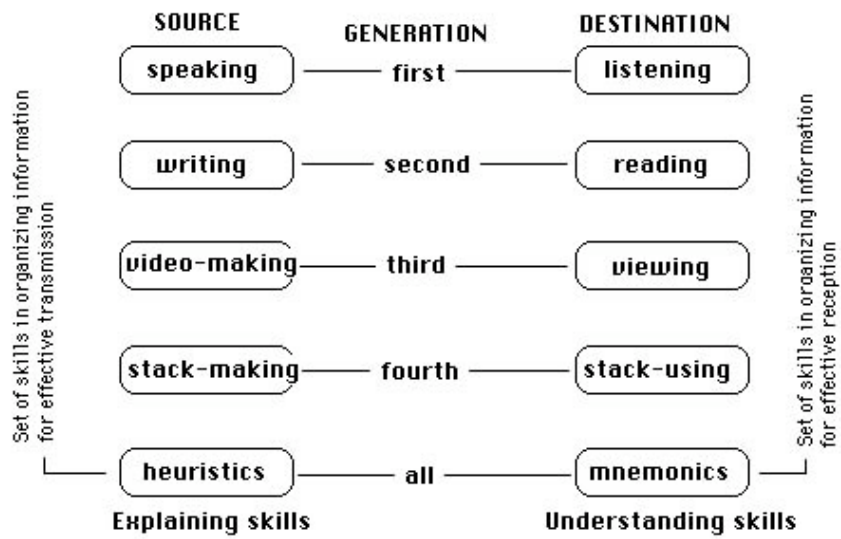 SOURCE GENERATION DESTINATION
speaking first listening
writing second reading
video-making third viewing
stack-making fourth stack-using
heuristics all mnemonics
Explaining skills Understanding skills
Set of skills in organizing information
for effective transmission
Set of skills in organizing information
for effective reception